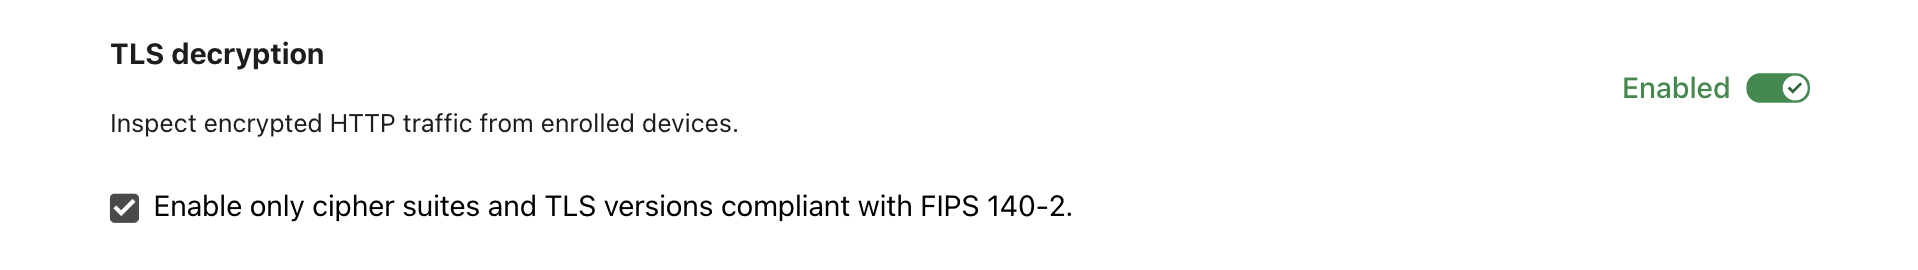 TLS decryption
Enabled
Inspect encrypted HTTP traffic from enrolled devices.
Enable only cipher suites and TLS versions compliant with FIPS 140-2.